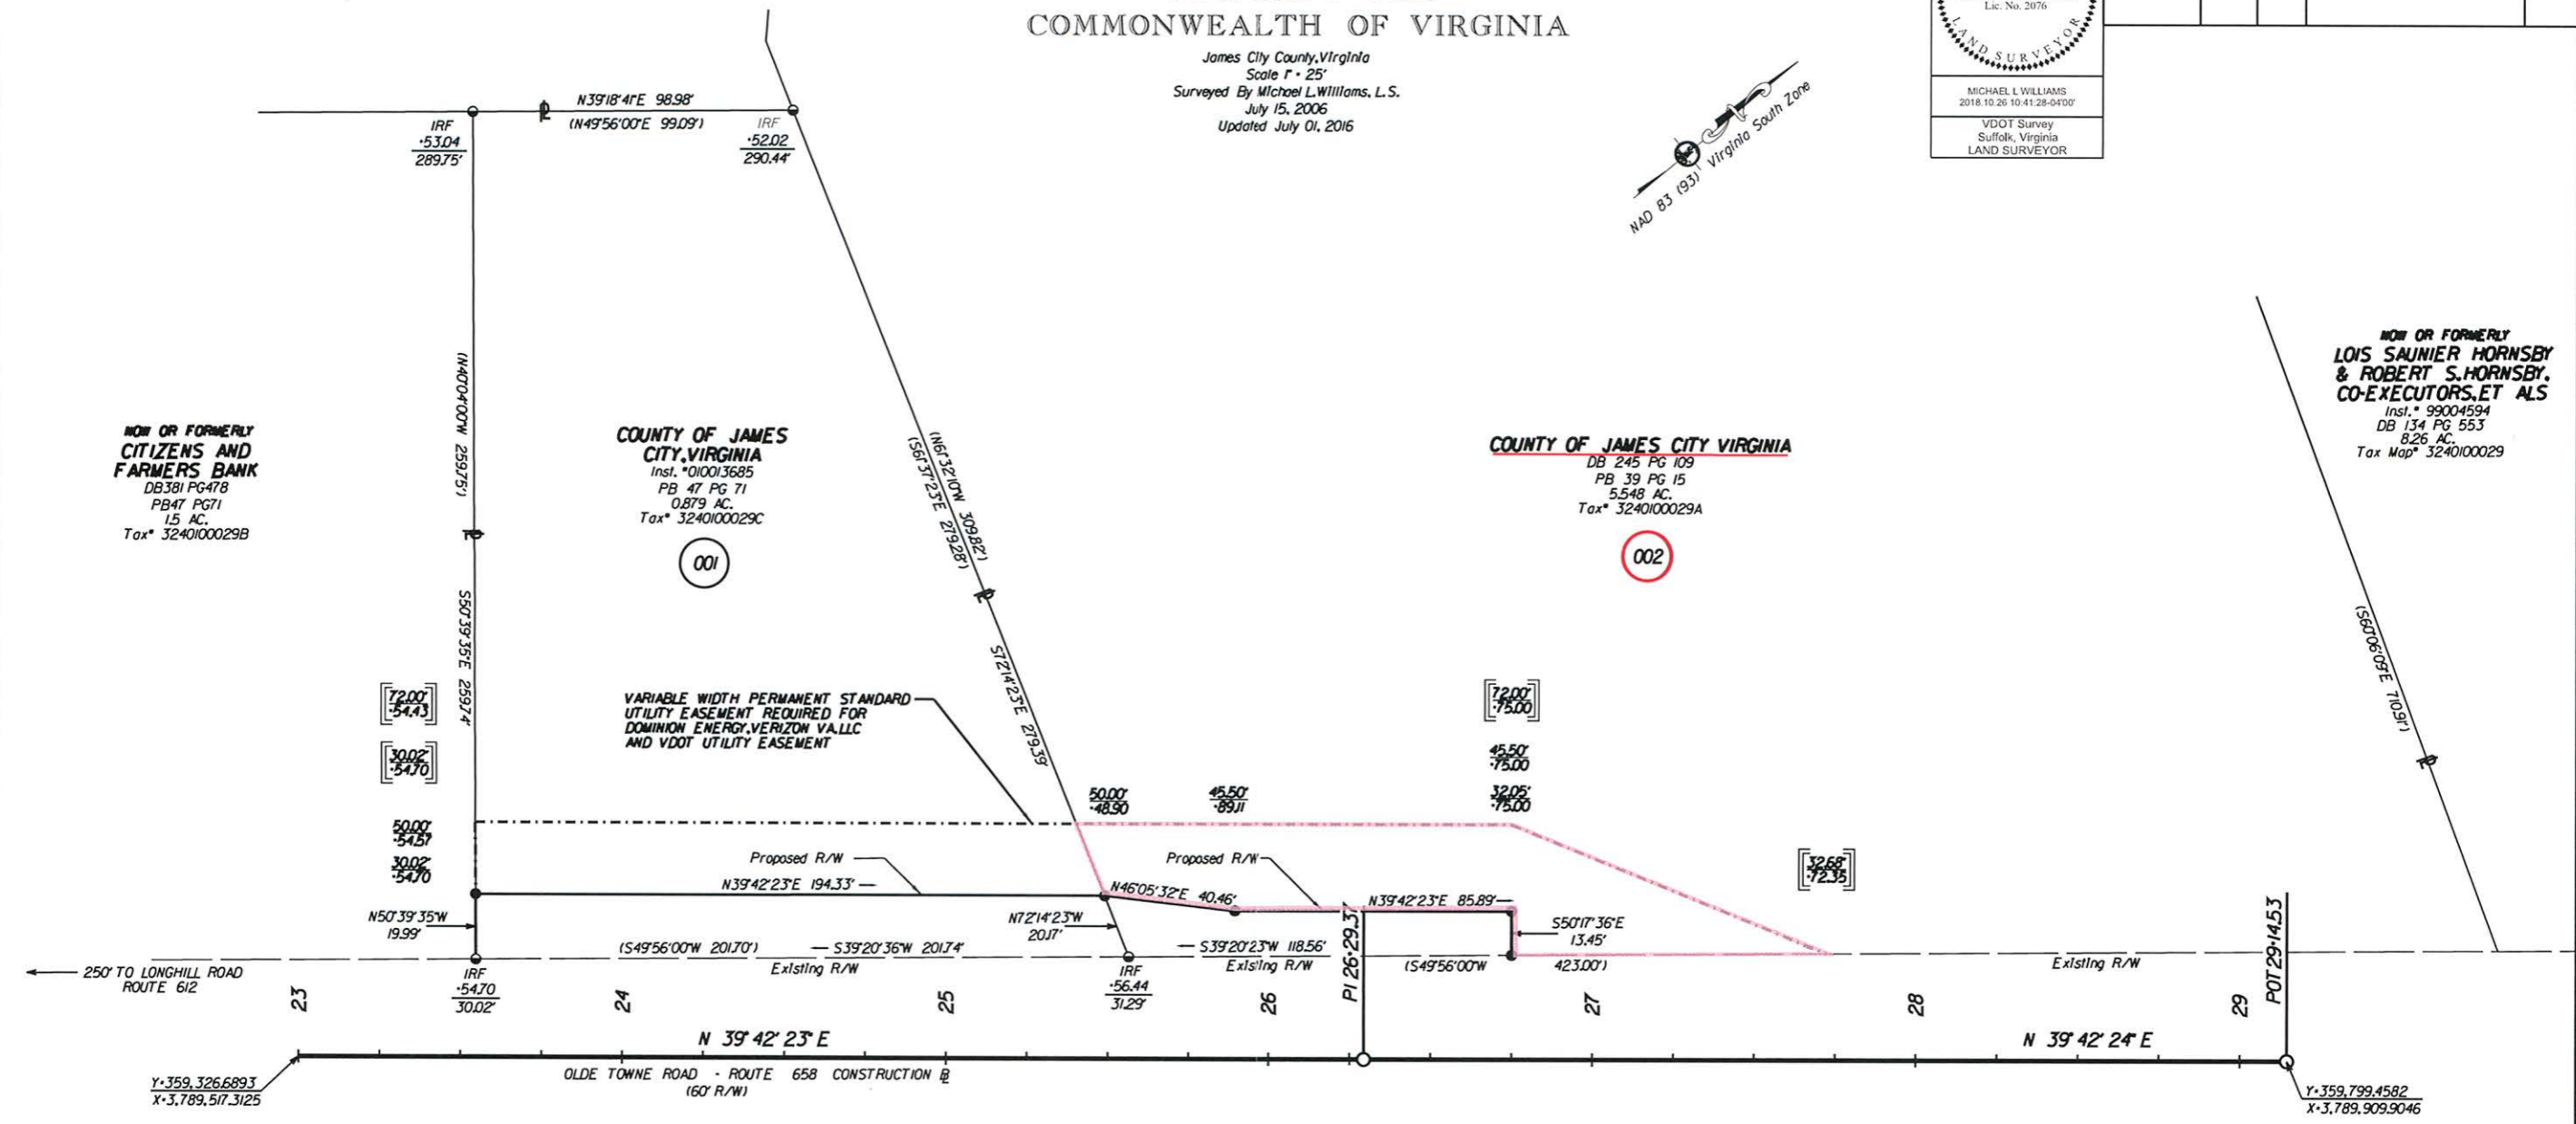 COMMONWEALTH OF VIRGINIA
James City County, Virginia
Scale 1" = 25'
Surveyed By Michael L. Williams, L.S.
July 15, 2006
Updated July 01, 2016
Lic. No. 2076
LAND SURVEYOR
MICHAEL L WILLIAMS
2018.10.26 10:41:28-04'00'
VDOT Survey
Suffolk, Virginia
LAND SURVEYOR
NAD 83 (93) Virginia South Zone
N39°18'41"E 98.98'
(N49°56'00"E 99.09')
IRF
+53.04
289.75'
IRF
+52.02
290.44'
NOW OR FORMERLY
CITIZENS AND
FARMERS BANK
DB381 PG478
PB47 PG71
1.5 AC.
Tax# 3240100029B
(N40°04'00"W 259.75')
S50°39'35"E 259.74'
COUNTY OF JAMES
CITY, VIRGINIA
Inst. #010013685
PB 47 PG 71
0.879 AC.
Tax# 3240100029C
001
(N61°32'10"W 309.82')
(S61°37'23"E 279.28')
S72°14'23"E 279.39'
COUNTY OF JAMES CITY VIRGINIA
DB 245 PG 109
PB 39 PG 15
5.548 AC.
Tax# 3240100029A
002
NOW OR FORMERLY
LOIS SAUNIER HORNSBY
& ROBERT S. HORNSBY,
CO-EXECUTORS, ET ALS
Inst.# 99004594
DB 134 PG 553
8.26 AC.
Tax Map# 3240100029
(S60°06'09"E 710.91')
VARIABLE WIDTH PERMANENT STANDARD
UTILITY EASEMENT REQUIRED FOR
DOMINION ENERGY, VERIZON VA.LLC
AND VDOT UTILITY EASEMENT
72.00'
+54.43
30.02'
+54.70
50.00'
+54.57
30.02'
+54.70
50.00'
+48.90
45.50'
+89.11
72.00'
+75.00
45.50'
+75.00
32.05'
+75.00
32.68'
+72.35
Proposed R/W
N39°42'23"E 194.33'
Proposed R/W
N46°05'32"E 40.46'
N39°42'23"E 85.89'
N50°39'35"W
19.99'
N72°14'23"W
20.17'
S50°17'36"E
13.45'
(S49°56'00"W 201.70')
S39°20'36"W 201.74'
Existing R/W
S39°20'23"W 118.56'
Existing R/W
(S49°56'00"W 423.00')
Existing R/W
250' TO LONGHILL ROAD
ROUTE 612
IRF
+54.70
30.02'
IRF
+56.44
31.29'
23
24
25
26
PI 26+29.37
27
28
29
POT 29+14.53
N 39° 42' 23" E
N 39° 42' 24" E
OLDE TOWNE ROAD - ROUTE 658 CONSTRUCTION BL
(60' R/W)
Y=359,326.6893
X=3,789,517.3125
Y=359,799.4582
X=3,789,909.9046